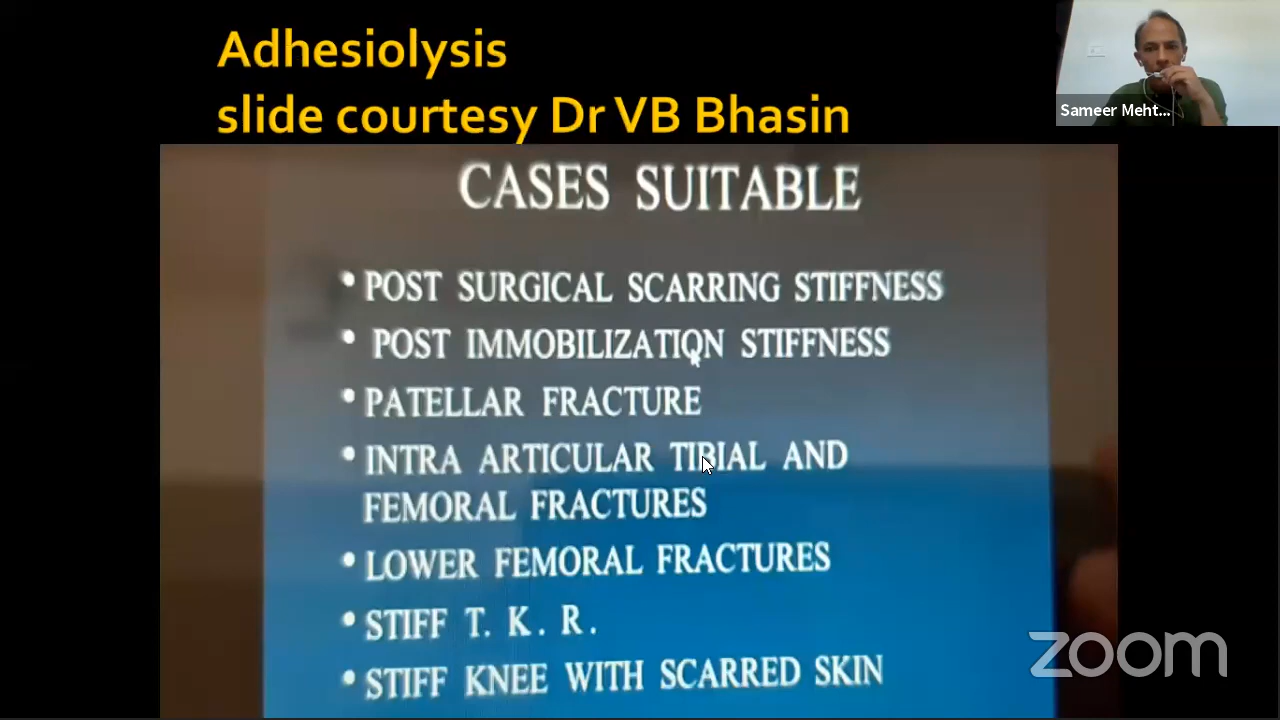 Adhesiolysis
slide courtesy Dr VB Bhasin
Sameer Meht...
CASES SUITABLE
• POST SURGICAL SCARRING STIFFNESS
• POST IMMOBILIZATION STIFFNESS
• PATELLAR FRACTURE
• INTRA ARTICULAR TIBIAL AND
FEMORAL FRACTURES
• LOWER FEMORAL FRACTURES
• STIFF T. K. R.
• STIFF KNEE WITH SCARRED SKIN
zoom